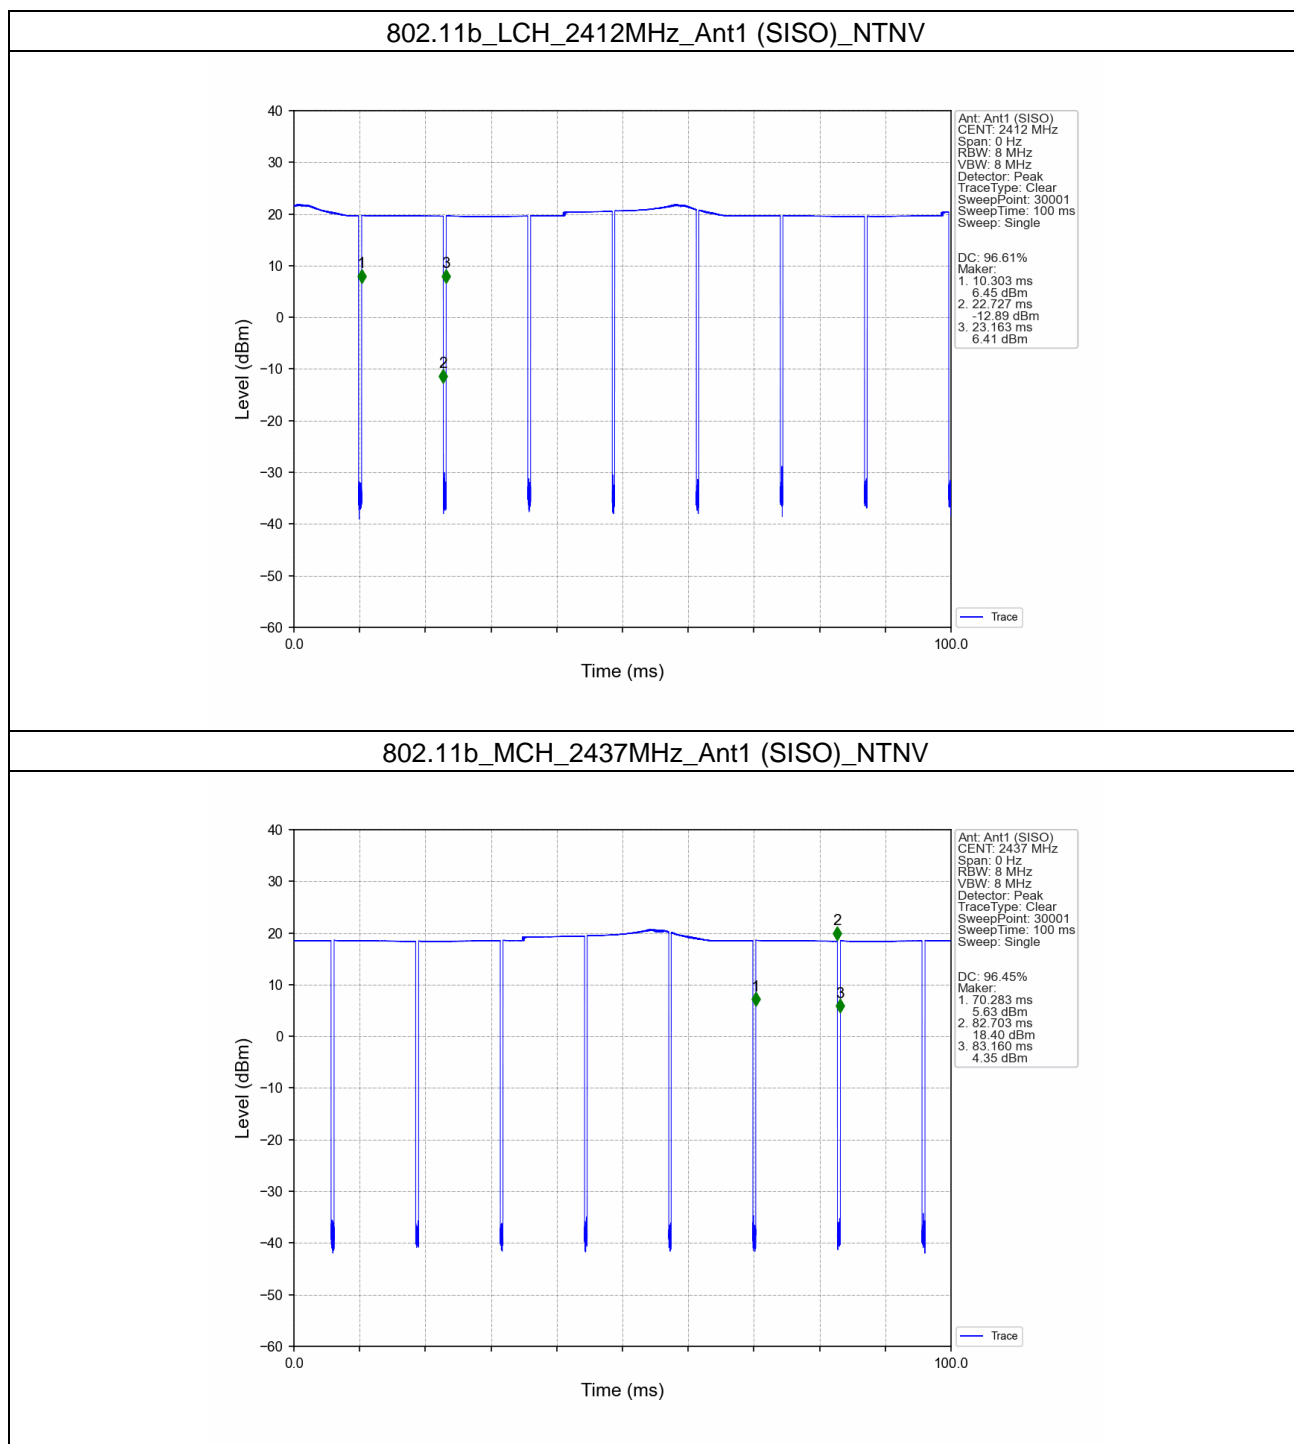 802.11b_LCH_2412MHz_Ant1 (SISO)_NTNV
40
30
20
10
0
−10
−20
−30
−40
−50
−60
Level (dBm)
0.0
100.0
Time (ms)
1
2
3
Ant: Ant1 (SISO)
CENT: 2412 MHz
Span: 0 Hz
RBW: 8 MHz
VBW: 8 MHz
Detector: Peak
TraceType: Clear
SweepPoint: 30001
SweepTime: 100 ms
Sweep: Single
DC: 96.61%
Maker:
1. 10.303 ms
6.45 dBm
2. 22.727 ms
-12.89 dBm
3. 23.163 ms
6.41 dBm
Trace
802.11b_MCH_2437MHz_Ant1 (SISO)_NTNV
40
30
20
10
0
−10
−20
−30
−40
−50
−60
Level (dBm)
0.0
100.0
Time (ms)
1
2
3
Ant: Ant1 (SISO)
CENT: 2437 MHz
Span: 0 Hz
RBW: 8 MHz
VBW: 8 MHz
Detector: Peak
TraceType: Clear
SweepPoint: 30001
SweepTime: 100 ms
Sweep: Single
DC: 96.45%
Maker:
1. 70.283 ms
5.63 dBm
2. 82.703 ms
18.40 dBm
3. 83.160 ms
4.35 dBm
Trace